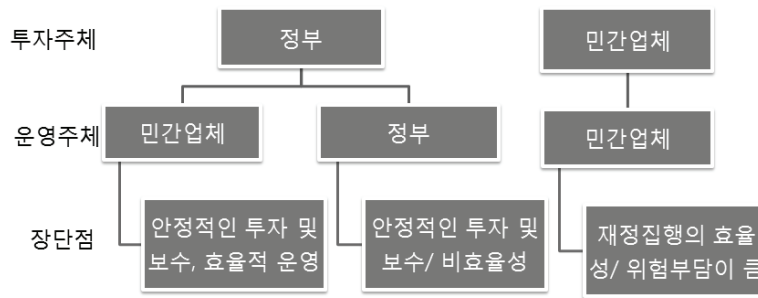 투자주체 정부 민간업체
운영주체 민간업체 정부 민간업체
장단점
안정적인 투자 및
보수, 효율적 운영
안정적인 투자 및
보수/ 비효율성
재정집행의 효율
성/ 위험부담이 큼